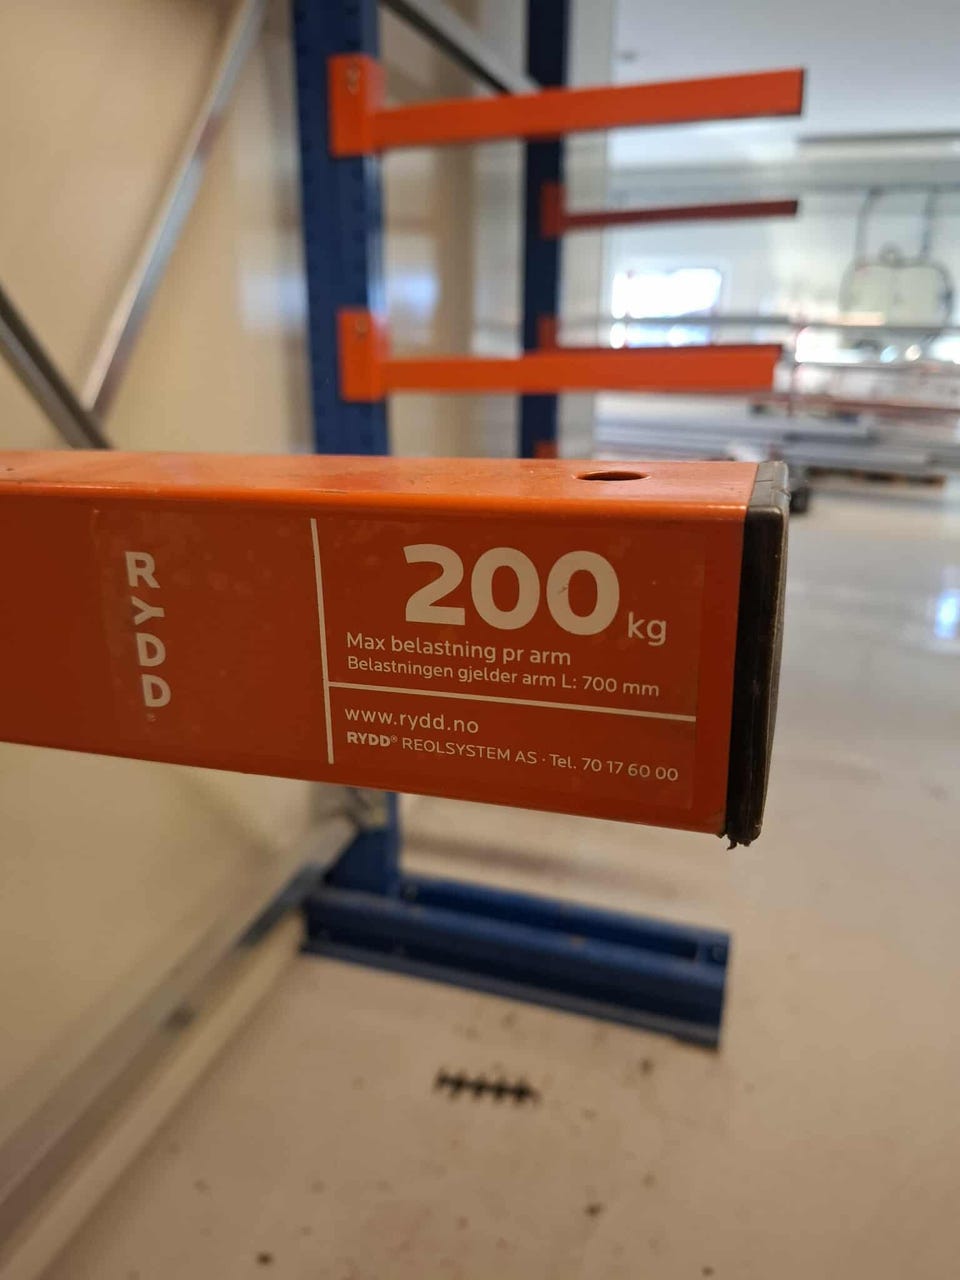 RYDD®
200 kg
Max belastning pr arm
Belastningen gjelder arm L: 700 mm
www.rydd.no
RYDD® REOLSYSTEM AS · Tel. 70 17 60 00